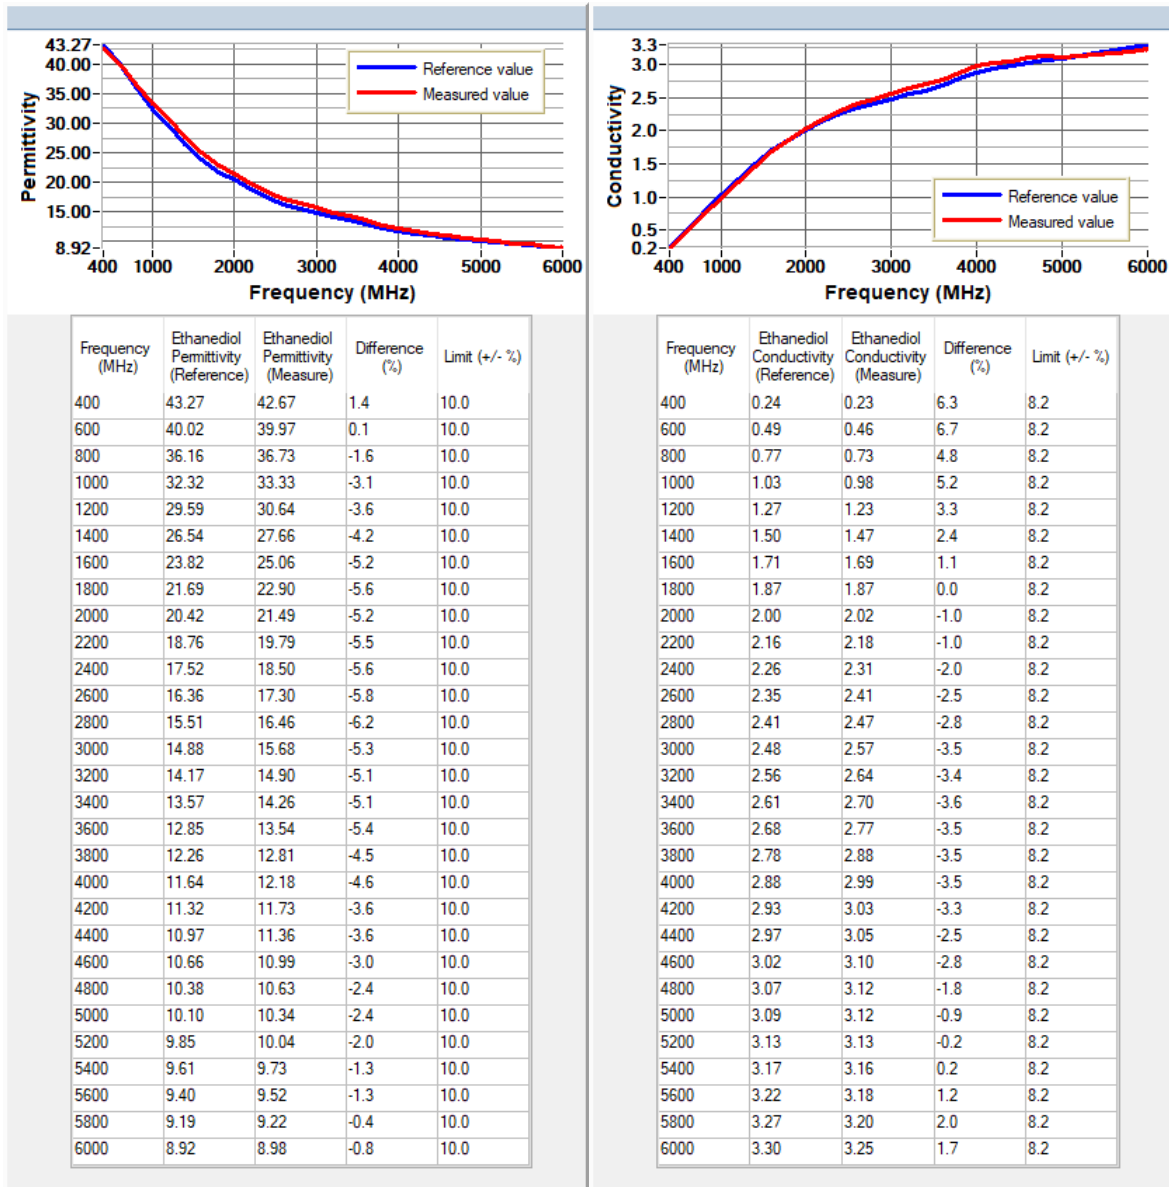 43.27
40.00
35.00
30.00
25.00
20.00
15.00
8.92
Permittivity
Reference value
Measured value
400 1000 2000 3000 4000 5000 6000
Frequency (MHz)
Frequency (MHz) Ethanediol Pemittivity (Reference) Ethanediol Pemittivity (Measure) Difference (%) Limit (+/- %)
400 43.27 42.67 1.4 10.0
600 40.02 39.97 0.1 10.0
800 36.16 36.73 -1.6 10.0
1000 32.32 33.33 -3.1 10.0
1200 29.59 30.64 -3.6 10.0
1400 26.54 27.66 -4.2 10.0
1600 23.82 25.06 -5.2 10.0
1800 21.69 22.90 -5.6 10.0
2000 20.42 21.49 -5.2 10.0
2200 18.76 19.79 -5.5 10.0
2400 17.52 18.50 -5.6 10.0
2600 16.36 17.30 -5.8 10.0
2800 15.51 16.46 -6.2 10.0
3000 14.88 15.68 -5.3 10.0
3200 14.17 14.90 -5.1 10.0
3400 13.57 14.26 -5.1 10.0
3600 12.85 13.54 -5.4 10.0
3800 12.26 12.81 -4.5 10.0
4000 11.64 12.18 -4.6 10.0
4200 11.32 11.73 -3.6 10.0
4400 10.97 11.36 -3.6 10.0
4600 10.66 10.99 -3.0 10.0
4800 10.38 10.63 -2.4 10.0
5000 10.10 10.34 -2.4 10.0
5200 9.85 10.04 -2.0 10.0
5400 9.61 9.73 -1.3 10.0
5600 9.40 9.52 -1.3 10.0
5800 9.19 9.22 -0.4 10.0
6000 8.92 8.98 -0.8 10.0
3.3
3.0
2.5
2.0
1.5
1.0
0.5
0.2
Conductivity
Reference value
Measured value
400 1000 2000 3000 4000 5000 6000
Frequency (MHz)
Frequency (MHz) Ethanediol Conductivity (Reference) Ethanediol Conductivity (Measure) Difference (%) Limit (+/- %)
400 0.24 0.23 6.3 8.2
600 0.49 0.46 6.7 8.2
800 0.77 0.73 4.8 8.2
1000 1.03 0.98 5.2 8.2
1200 1.27 1.23 3.3 8.2
1400 1.50 1.47 2.4 8.2
1600 1.71 1.69 1.1 8.2
1800 1.87 1.87 0.0 8.2
2000 2.00 2.02 -1.0 8.2
2200 2.16 2.18 -1.0 8.2
2400 2.26 2.31 -2.0 8.2
2600 2.35 2.41 -2.5 8.2
2800 2.41 2.47 -2.8 8.2
3000 2.48 2.57 -3.5 8.2
3200 2.56 2.64 -3.4 8.2
3400 2.61 2.70 -3.6 8.2
3600 2.68 2.77 -3.5 8.2
3800 2.78 2.88 -3.5 8.2
4000 2.88 2.99 -3.5 8.2
4200 2.93 3.03 -3.3 8.2
4400 2.97 3.05 -2.5 8.2
4600 3.02 3.10 -2.8 8.2
4800 3.07 3.12 -1.8 8.2
5000 3.09 3.12 -0.9 8.2
5200 3.13 3.13 -0.2 8.2
5400 3.17 3.16 0.2 8.2
5600 3.22 3.18 1.2 8.2
5800 3.27 3.20 2.0 8.2
6000 3.30 3.25 1.7 8.2